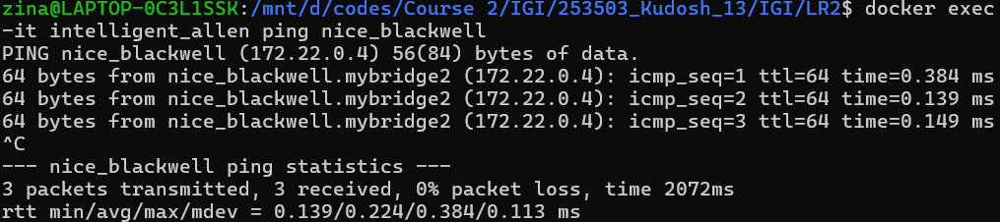 zina@LAPTOP-0C3L1SSK:/mnt/d/codes/Course 2/IGI/253503_Kudosh_13/IGI/LR2$ docker exec
-it intelligent_allen ping nice_blackwell
PING nice_blackwell (172.22.0.4) 56(84) bytes of data.
64 bytes from nice_blackwell.mybridge2 (172.22.0.4): icmp_seq=1 ttl=64 time=0.384 ms
64 bytes from nice_blackwell.mybridge2 (172.22.0.4): icmp_seq=2 ttl=64 time=0.139 ms
64 bytes from nice_blackwell.mybridge2 (172.22.0.4): icmp_seq=3 ttl=64 time=0.149 ms
^C
--- nice_blackwell ping statistics ---
3 packets transmitted, 3 received, 0% packet loss, time 2072ms
rtt min/avg/max/mdev = 0.139/0.224/0.384/0.113 ms